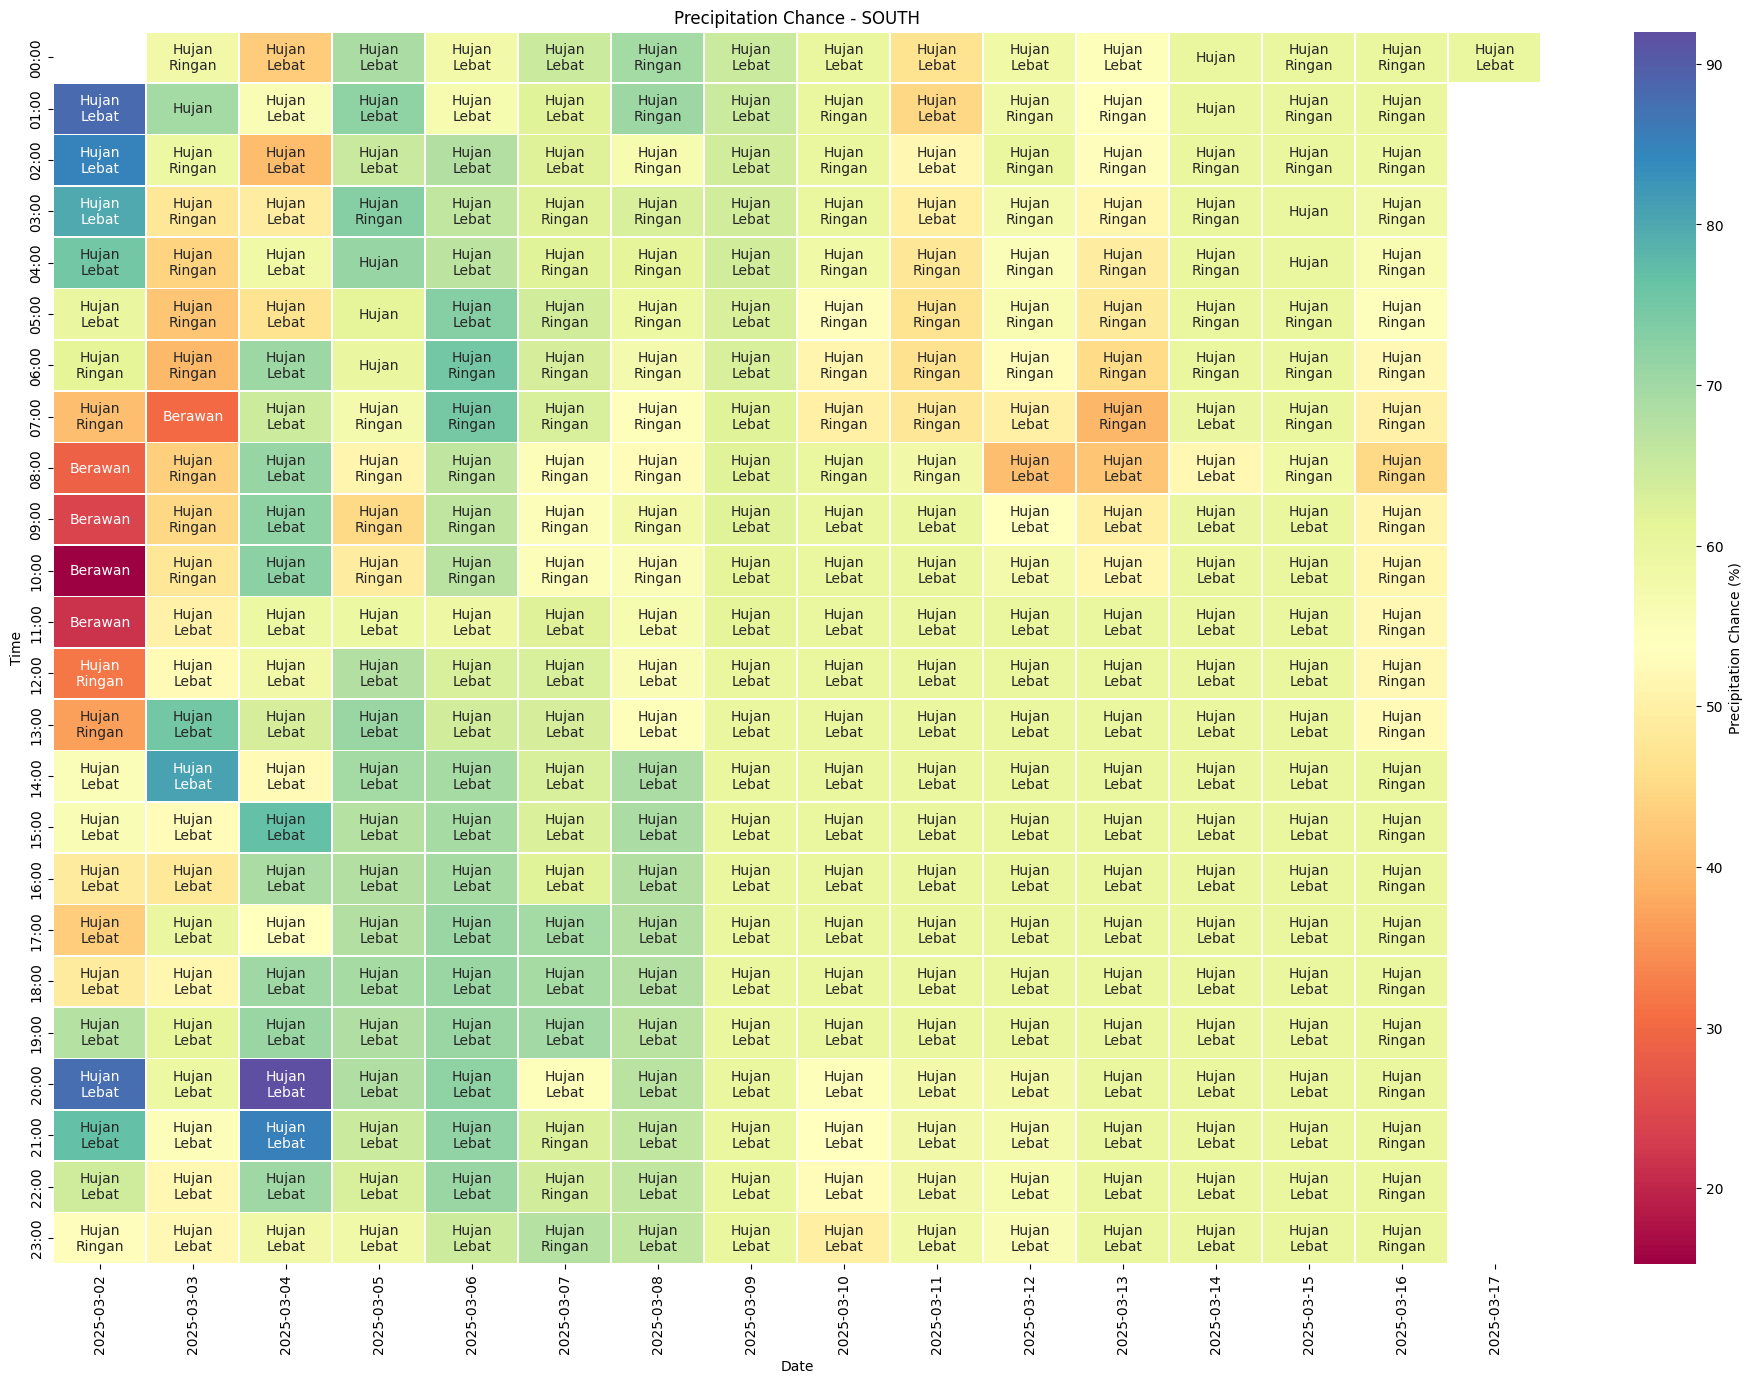 Precipitation Chance - SOUTH
00:00 Hujan Hujan Hujan Hujan Hujan Hujan Hujan Hujan Hujan Hujan Hujan Hujan Hujan Hujan Hujan
Ringan Lebat Lebat Lebat Lebat Ringan Lebat Lebat Lebat Lebat Lebat Ringan Ringan Lebat
01:00 Hujan Hujan Hujan Hujan Hujan Hujan Hujan Hujan Hujan Hujan Hujan Hujan Hujan Hujan Hujan
Lebat Lebat Lebat Lebat Lebat Ringan Lebat Ringan Lebat Ringan Ringan Ringan Ringan
02:00 Hujan Hujan Hujan Hujan Hujan Hujan Hujan Hujan Hujan Hujan Hujan Hujan Hujan Hujan Hujan
Lebat Ringan Lebat Lebat Lebat Lebat Ringan Lebat Ringan Lebat Ringan Ringan Ringan Ringan Ringan
03:00 Hujan Hujan Hujan Hujan Hujan Hujan Hujan Hujan Hujan Hujan Hujan Hujan Hujan Hujan Hujan
Lebat Ringan Lebat Ringan Lebat Ringan Ringan Lebat Ringan Lebat Ringan Ringan Ringan Ringan
04:00 Hujan Hujan Hujan Hujan Hujan Hujan Hujan Hujan Hujan Hujan Hujan Hujan Hujan Hujan Hujan
Lebat Ringan Lebat Lebat Ringan Ringan Lebat Ringan Ringan Ringan Ringan Ringan Ringan
05:00 Hujan Hujan Hujan Hujan Hujan Hujan Hujan Hujan Hujan Hujan Hujan Hujan Hujan Hujan Hujan
Lebat Ringan Lebat Lebat Ringan Ringan Lebat Ringan Ringan Ringan Ringan Ringan Ringan Ringan
06:00 Hujan Hujan Hujan Hujan Hujan Hujan Hujan Hujan Hujan Hujan Hujan Hujan Hujan Hujan Hujan
Ringan Ringan Lebat Ringan Ringan Ringan Lebat Ringan Ringan Ringan Ringan Ringan Ringan Ringan
07:00 Hujan Berawan Hujan Hujan Hujan Hujan Hujan Hujan Hujan Hujan Hujan Hujan Hujan Hujan Hujan
Ringan Lebat Ringan Ringan Ringan Ringan Lebat Ringan Ringan Lebat Ringan Lebat Ringan Ringan
08:00 Berawan Hujan Hujan Hujan Hujan Hujan Hujan Hujan Hujan Hujan Hujan Hujan Hujan Hujan Hujan
Ringan Lebat Ringan Ringan Ringan Ringan Lebat Ringan Ringan Lebat Lebat Lebat Ringan Ringan
09:00 Berawan Hujan Hujan Hujan Hujan Hujan Hujan Hujan Hujan Hujan Hujan Hujan Hujan Hujan Hujan
Ringan Lebat Ringan Ringan Ringan Ringan Lebat Lebat Lebat Lebat Lebat Lebat Lebat Ringan
10:00 Berawan Hujan Hujan Hujan Hujan Hujan Hujan Hujan Hujan Hujan Hujan Hujan Hujan Hujan Hujan
Ringan Lebat Ringan Ringan Ringan Ringan Lebat Lebat Lebat Lebat Lebat Lebat Lebat Ringan
11:00 Berawan Hujan Hujan Hujan Hujan Hujan Hujan Hujan Hujan Hujan Hujan Hujan Hujan Hujan Hujan
Lebat Lebat Lebat Lebat Lebat Lebat Lebat Lebat Lebat Lebat Lebat Lebat Lebat Ringan
12:00 Hujan Hujan Hujan Hujan Hujan Hujan Hujan Hujan Hujan Hujan Hujan Hujan Hujan Hujan Hujan
Ringan Lebat Lebat Lebat Lebat Lebat Lebat Lebat Lebat Lebat Lebat Lebat Lebat Lebat Ringan
13:00 Hujan Hujan Hujan Hujan Hujan Hujan Hujan Hujan Hujan Hujan Hujan Hujan Hujan Hujan Hujan
Ringan Lebat Lebat Lebat Lebat Lebat Lebat Lebat Lebat Lebat Lebat Lebat Lebat Lebat Ringan
14:00 Hujan Hujan Hujan Hujan Hujan Hujan Hujan Hujan Hujan Hujan Hujan Hujan Hujan Hujan Hujan
Lebat Lebat Lebat Lebat Lebat Lebat Lebat Lebat Lebat Lebat Lebat Lebat Lebat Lebat Ringan
15:00 Hujan Hujan Hujan Hujan Hujan Hujan Hujan Hujan Hujan Hujan Hujan Hujan Hujan Hujan Hujan
Lebat Lebat Lebat Lebat Lebat Lebat Lebat Lebat Lebat Lebat Lebat Lebat Lebat Lebat Ringan
16:00 Hujan Hujan Hujan Hujan Hujan Hujan Hujan Hujan Hujan Hujan Hujan Hujan Hujan Hujan Hujan
Lebat Lebat Lebat Lebat Lebat Lebat Lebat Lebat Lebat Lebat Lebat Lebat Lebat Lebat Ringan
17:00 Hujan Hujan Hujan Hujan Hujan Hujan Hujan Hujan Hujan Hujan Hujan Hujan Hujan Hujan Hujan
Lebat Lebat Lebat Lebat Lebat Lebat Lebat Lebat Lebat Lebat Lebat Lebat Lebat Lebat Ringan
18:00 Hujan Hujan Hujan Hujan Hujan Hujan Hujan Hujan Hujan Hujan Hujan Hujan Hujan Hujan Hujan
Lebat Lebat Lebat Lebat Lebat Lebat Lebat Lebat Lebat Lebat Lebat Lebat Lebat Lebat Ringan
19:00 Hujan Hujan Hujan Hujan Hujan Hujan Hujan Hujan Hujan Hujan Hujan Hujan Hujan Hujan Hujan
Lebat Lebat Lebat Lebat Lebat Lebat Lebat Lebat Lebat Lebat Lebat Lebat Lebat Lebat Ringan
20:00 Hujan Hujan Hujan Hujan Hujan Hujan Hujan Hujan Hujan Hujan Hujan Hujan Hujan Hujan Hujan
Lebat Lebat Lebat Lebat Lebat Lebat Lebat Lebat Lebat Lebat Lebat Lebat Lebat Lebat Ringan
21:00 Hujan Hujan Hujan Hujan Hujan Hujan Hujan Hujan Hujan Hujan Hujan Hujan Hujan Hujan Hujan
Lebat Lebat Lebat Lebat Lebat Ringan Lebat Lebat Lebat Lebat Lebat Lebat Lebat Lebat Ringan
22:00 Hujan Hujan Hujan Hujan Hujan Hujan Hujan Hujan Hujan Hujan Hujan Hujan Hujan Hujan Hujan
Lebat Lebat Lebat Lebat Lebat Ringan Lebat Lebat Lebat Lebat Lebat Lebat Lebat Lebat Ringan
23:00 Hujan Hujan Hujan Hujan Hujan Hujan Hujan Hujan Hujan Hujan Hujan Hujan Hujan Hujan Hujan
Ringan Lebat Lebat Lebat Lebat Ringan Lebat Lebat Lebat Lebat Lebat Lebat Lebat Lebat Ringan
Time
2025-03-02 2025-03-03 2025-03-04 2025-03-05 2025-03-06 2025-03-07 2025-03-08 2025-03-09 2025-03-10 2025-03-11 2025-03-12 2025-03-13 2025-03-14 2025-03-15 2025-03-16 2025-03-17
Date
90
80
70
60
50
40
30
20
Precipitation Chance (%)